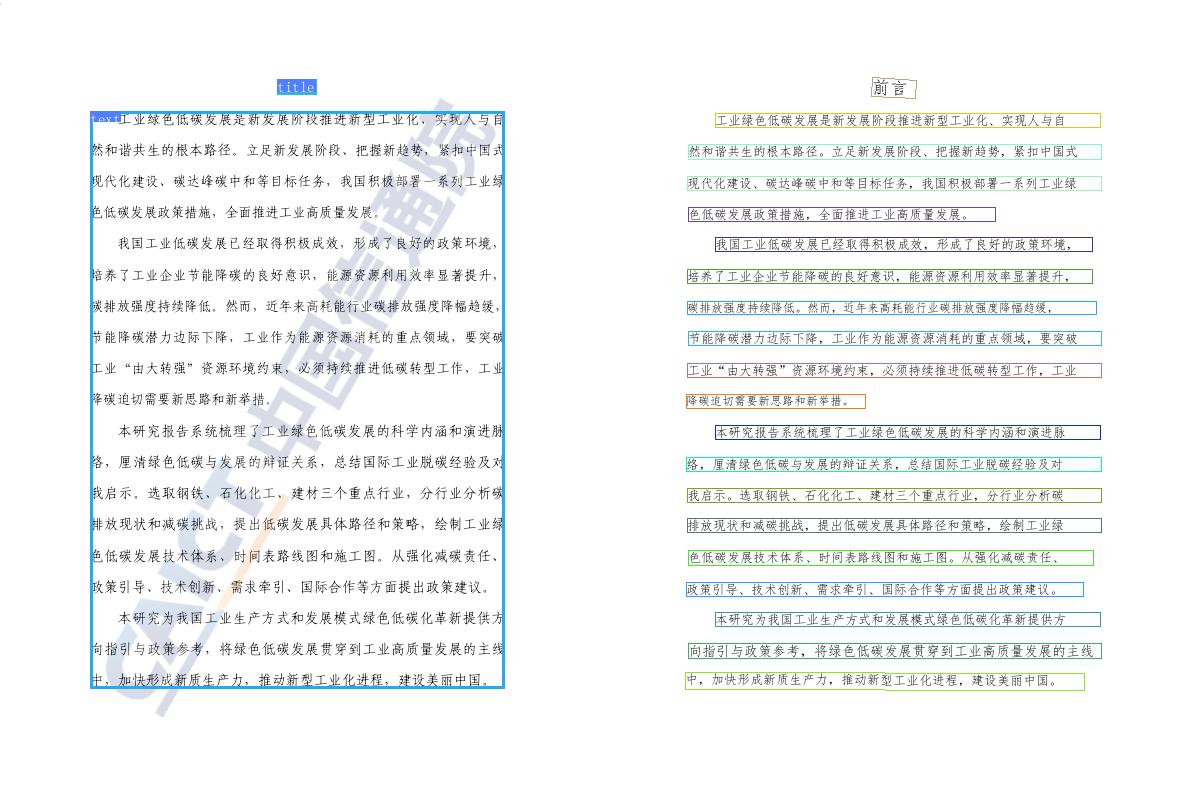 title
text
工业绿色低碳发展是新发展阶段推进新型工业化、实现人与自
然和谐共生的根本路径。立足新发展阶段、把握新趋势，紧扣中国式
现代化建设、碳达峰碳中和等目标任务，我国积极部署一系列工业绿
色低碳发展政策措施，全面推进工业高质量发展。
我国工业低碳发展已经取得积极成效，形成了良好的政策环境，
培养了工业企业节能降碳的良好意识，能源资源利用效率显著提升，
碳排放强度持续降低。然而，近年来高耗能行业碳排放强度降幅趋缓，
节能降碳潜力边际下降，工业作为能源资源消耗的重点领域，要突破
工业“由大转强”资源环境约束，必须持续推进低碳转型工作，工业
降碳迫切需要新思路和新举措。
本研究报告系统梳理了工业绿色低碳发展的科学内涵和演进脉
络，厘清绿色低碳与发展的辩证关系，总结国际工业脱碳经验及对
我启示。选取钢铁、石化化工、建材三个重点行业，分行业分析碳
排放现状和减碳挑战，提出低碳发展具体路径和策略，绘制工业绿
色低碳发展技术体系、时间表路线图和施工图。从强化减碳责任、
政策引导、技术创新、需求牵引、国际合作等方面提出政策建议。
本研究为我国工业生产方式和发展模式绿色低碳化革新提供方
向指引与政策参考，将绿色低碳发展贯穿到工业高质量发展的主线
中，加快形成新质生产力，推动新型工业化进程，建设美丽中国。
CAICT 中国信通院
前言
工业绿色低碳发展是新发展阶段推进新型工业化、实现人与自
然和谐共生的根本路径。立足新发展阶段、把握新趋势，紧扣中国式
现代化建设、碳达峰碳中和等目标任务，我国积极部署一系列工业绿
色低碳发展政策措施，全面推进工业高质量发展。
我国工业低碳发展已经取得积极成效，形成了良好的政策环境，
培养了工业企业节能降碳的良好意识，能源资源利用效率显著提升，
碳排放强度持续降低。然而，近年来高耗能行业碳排放强度降幅趋缓，
节能降碳潜力边际下降，工业作为能源资源消耗的重点领域，要突破
工业“由大转强”资源环境约束，必须持续推进低碳转型工作，工业
降碳迫切需要新思路和新举措。
本研究报告系统梳理了工业绿色低碳发展的科学内涵和演进脉
络，厘清绿色低碳与发展的辩证关系，总结国际工业脱碳经验及对
我启示。选取钢铁、石化化工、建材三个重点行业，分行业分析碳
排放现状和减碳挑战，提出低碳发展具体路径和策略，绘制工业绿
色低碳发展技术体系、时间表路线图和施工图。从强化减碳责任、
政策引导、技术创新、需求牵引、国际合作等方面提出政策建议。
本研究为我国工业生产方式和发展模式绿色低碳化革新提供方
向指引与政策参考，将绿色低碳发展贯穿到工业高质量发展的主线
中，加快形成新质生产力，推动新型工业化进程，建设美丽中国。